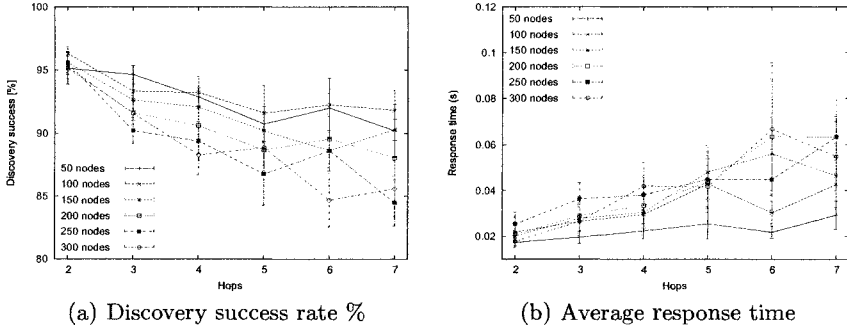 100
95
90
85
80
Discovery success [%]
50 nodes
100 nodes
150 nodes
200 nodes
250 nodes
300 nodes
2 3 4 5 6 7
Hops
(a) Discovery success rate %
0.12
0.1
0.08
0.06
0.04
0.02
Response time (s)
50 nodes
100 nodes
150 nodes
200 nodes
250 nodes
300 nodes
2 3 4 5 6 7
Hops
(b) Average response time